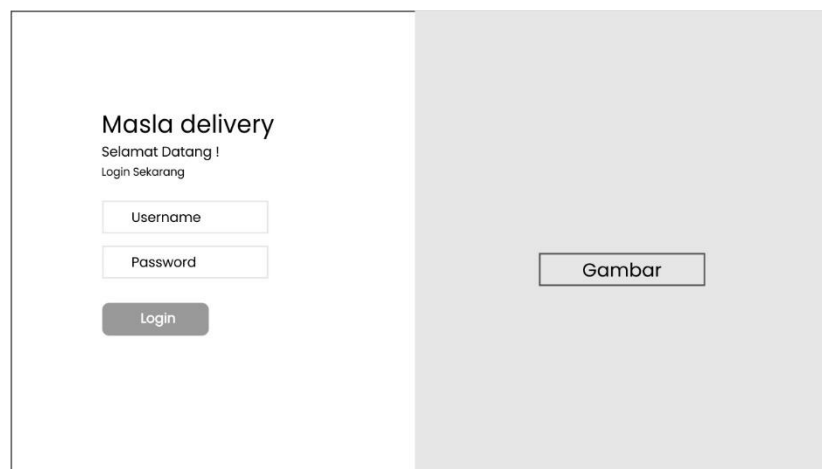 Masla delivery
Selamat Datang !
Login Sekarang
Username
Password
Login
Gambar